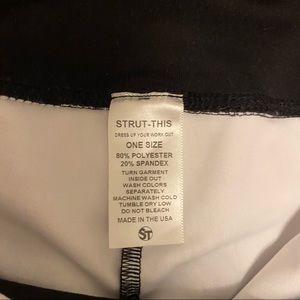 STRUT-THIS
DRESS UP YOUR WORK OUT
ONE SIZE
80% POLYESTER
20% SPANDEX
TURN GARMENT
INSIDE OUT
WASH COLORS
SEPARATELY
MACHINE WASH COLD
TUMBLE DRY LOW
DO NOT BLEACH
MADE IN THE USA
ST